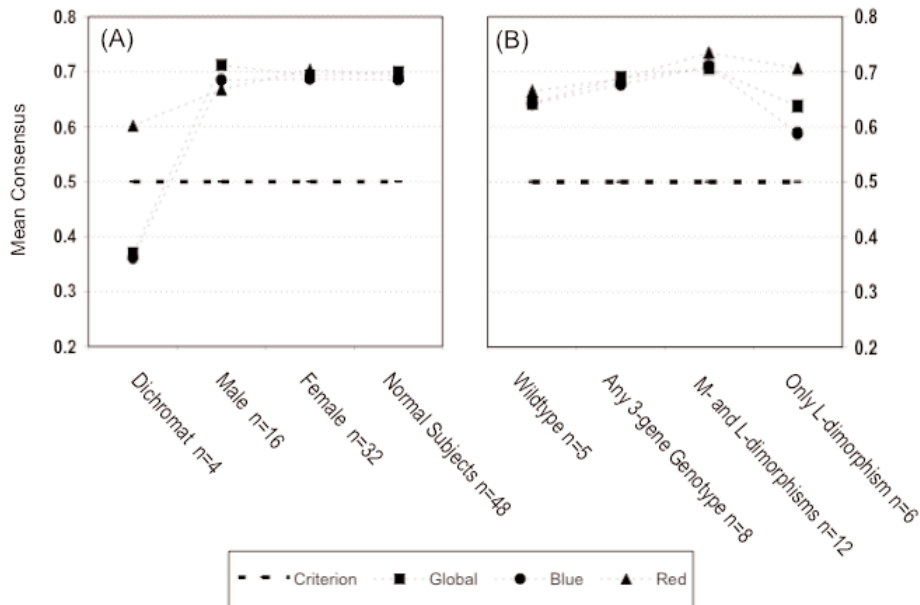 0.8
0.7
0.6
0.5
0.4
0.3
0.2
Mean Consensus
(A)
(B)
0.8
0.7
0.6
0.5
0.4
0.3
0.2
Dichromat n=4
Male n=16
Female n=32
Normal Subjects n=48
Wildtype n=5
Any 3-gene Genotype n=8
M- and L-dimorphisms n=12
Only L-dimorphism n=6
Criterion
Global
Blue
Red